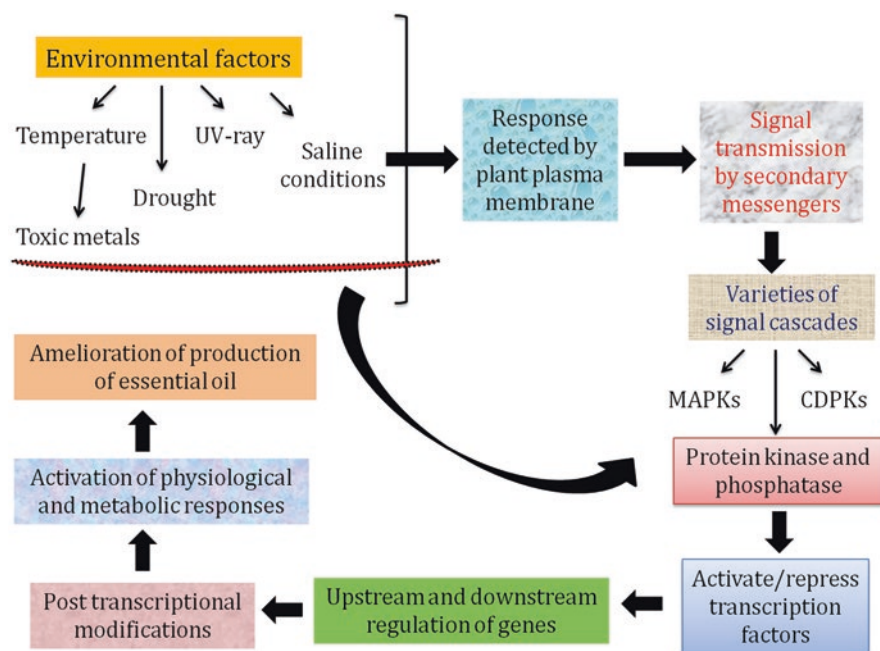 Environmental factors
Temperature
UV-ray
Saline
conditions
Drought
Toxic metals
Response
detected by
plant plasma
membrane
Signal
transmission
by secondary
messengers
Varieties of
signal cascades
MAPKs
CDPKs
Protein kinase and
phosphatase
Activate/repress
transcription
factors
Upstream and downstream
regulation of genes
Post transcriptional
modifications
Activation of physiological
and metabolic responses
Amelioration of production
of essential oil